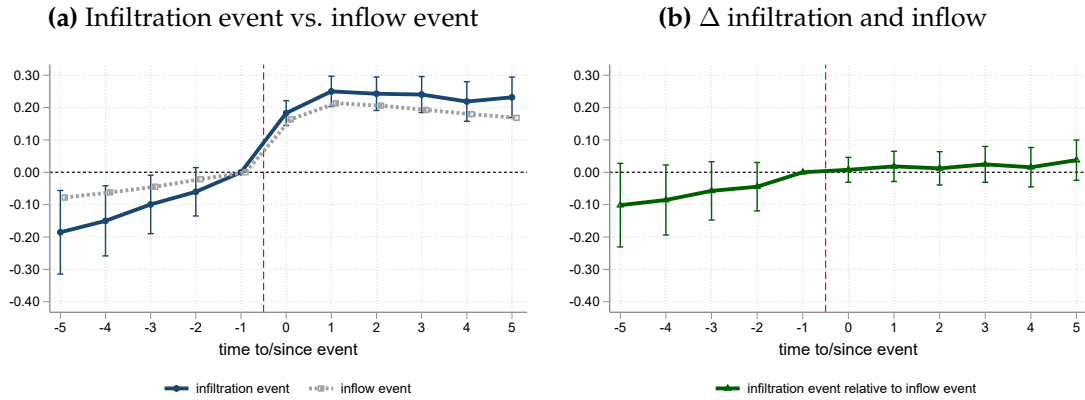 (a) Infiltration event vs. inflow event
0.30
0.20
0.10
0.00
-0.10
-0.20
-0.30
-0.40
-5 -4 -3 -2 -1 0 1 2 3 4 5
time to/since event
infiltration event inflow event
(b) Δ infiltration and inflow
0.30
0.20
0.10
0.00
-0.10
-0.20
-0.30
-0.40
-5 -4 -3 -2 -1 0 1 2 3 4 5
time to/since event
infiltration event relative to inflow event